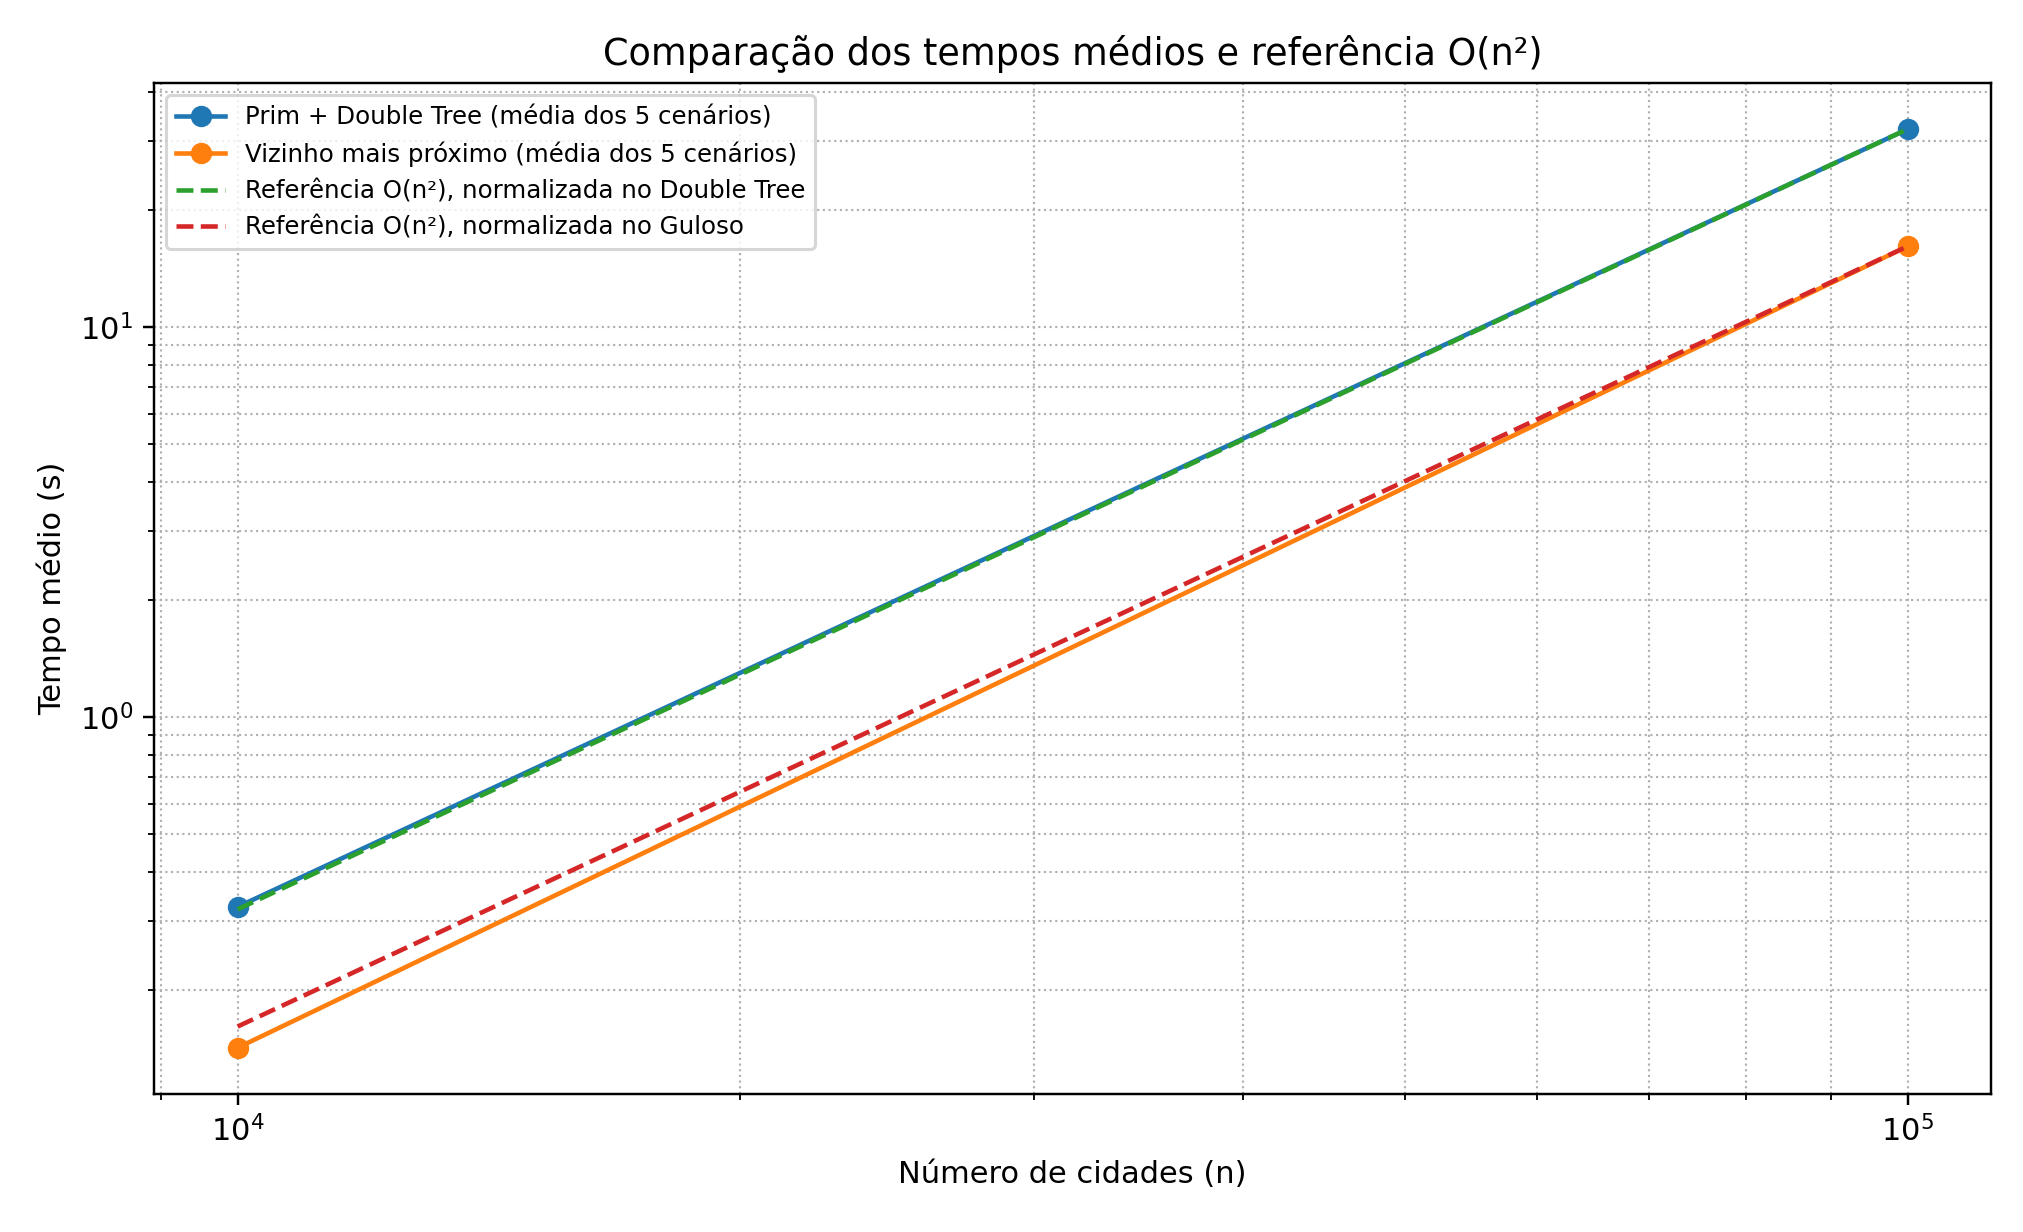 Comparação dos tempos médios e referência O(n²)
Prim + Double Tree (média dos 5 cenários)
Vizinho mais próximo (média dos 5 cenários)
Referência O(n²), normalizada no Double Tree
Referência O(n²), normalizada no Guloso
Tempo médio (s)
10¹
10⁰
10⁴
10⁵
Número de cidades (n)